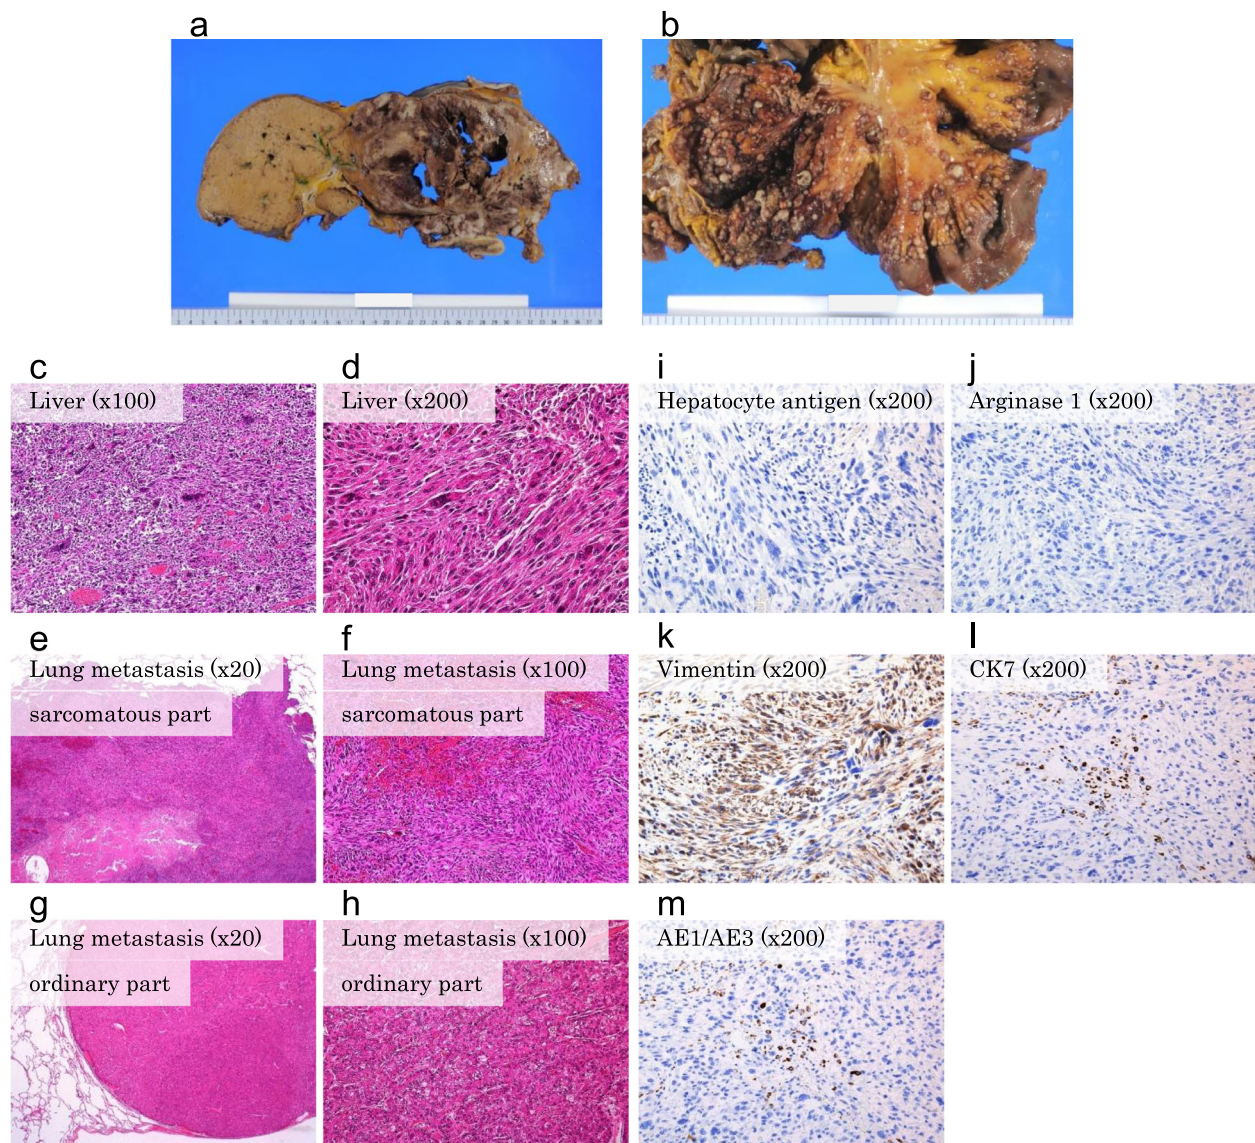 a
b
c
Liver (x100)
d
Liver (x200)
i
Hepatocyte antigen (x200)
j
Arginase 1 (x200)
e
Lung metastasis (x20)
sarcomatous part
f
Lung metastasis (x100)
sarcomatous part
k
Vimentin (x200)
l
CK7 (x200)
g
Lung metastasis (x20)
ordinary part
h
Lung metastasis (x100)
ordinary part
m
AE1/AE3 (x200)